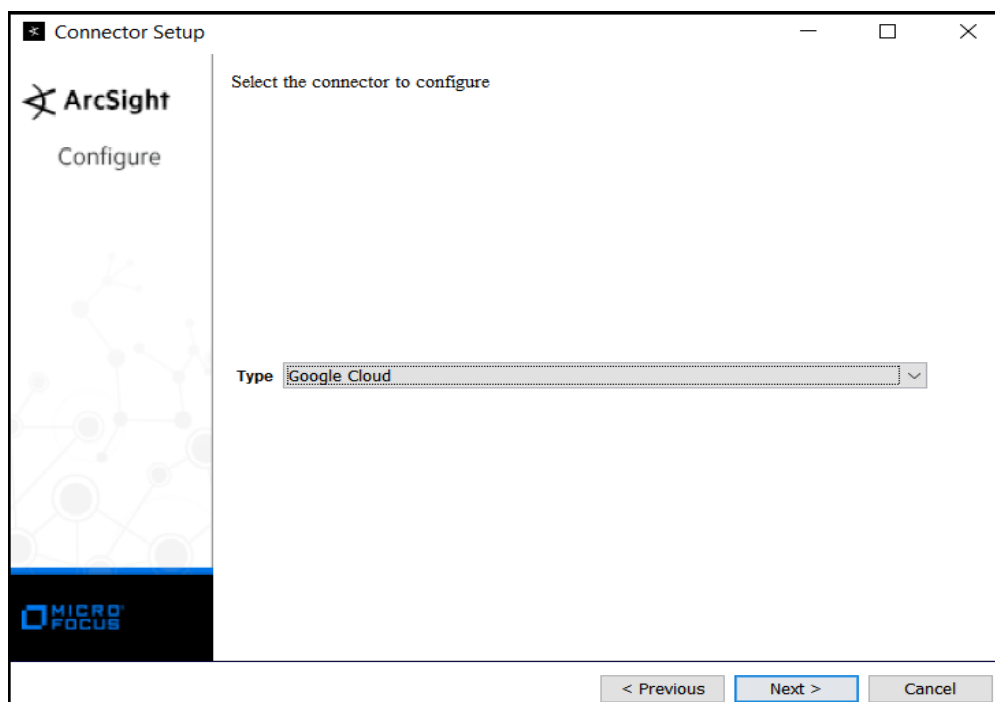 Connector Setup
ArcSight
Configure
Select the connector to configure
Type Google Cloud
MICRO
FOCUS
< Previous Next > Cancel